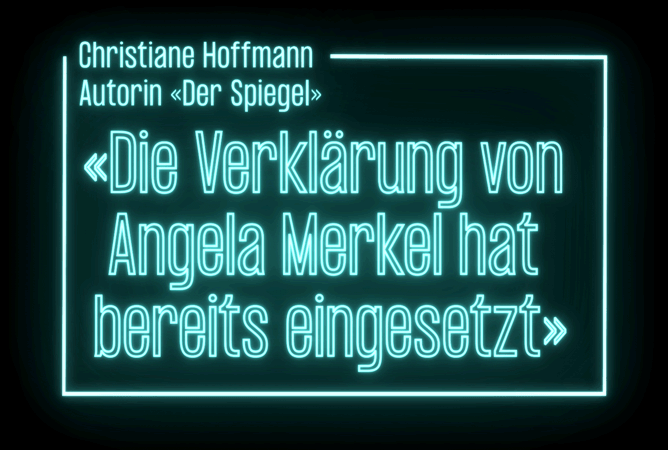 Christiane Hoffmann
Autorin «Der Spiegel»
«Die Verklärung von
Angela Merkel hat
bereits eingesetzt»